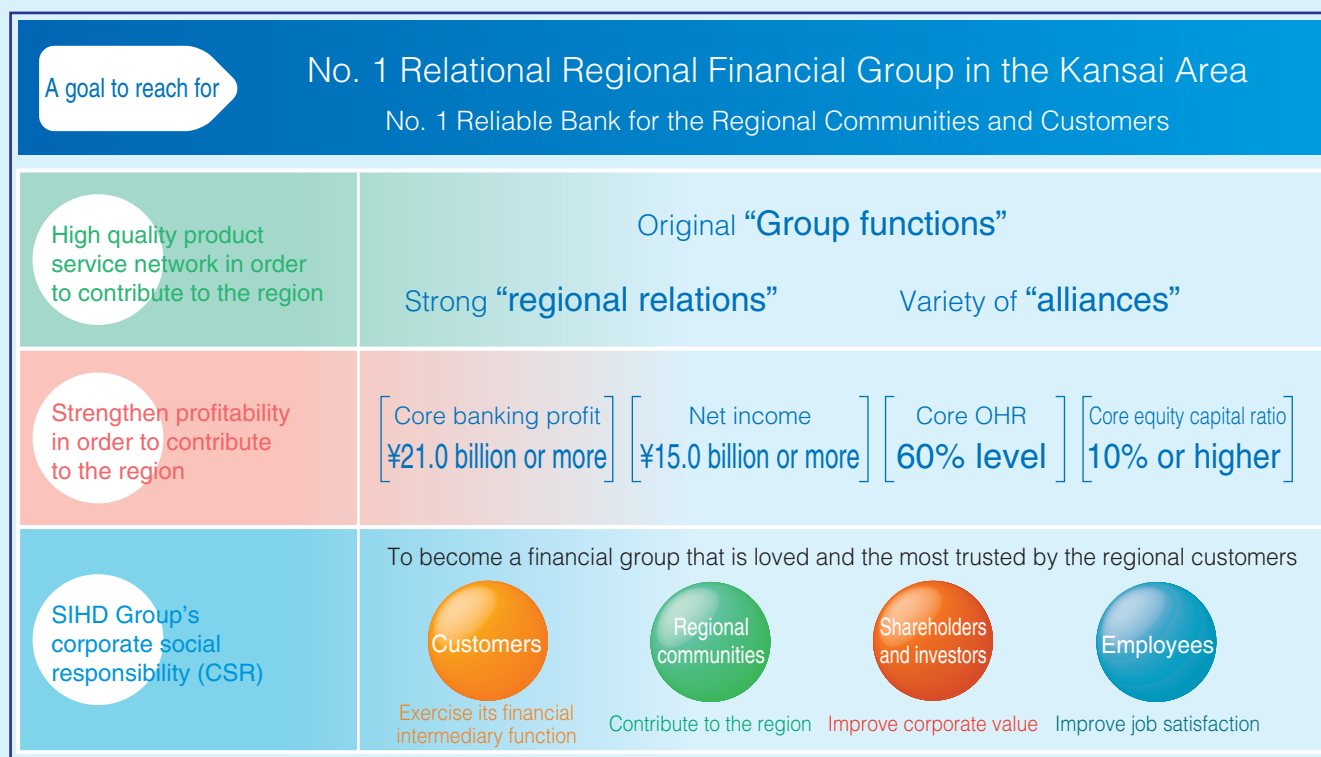 A goal to reach for
No. 1 Relational Regional Financial Group in the Kansai Area
No. 1 Reliable Bank for the Regional Communities and Customers
High quality product
service network in order
to contribute to the region
Original “Group functions”
Strong “regional relations”
Variety of “alliances”
Strengthen profitability
in order to contribute
to the region
Core banking profit
¥21.0 billion or more
Net income
¥15.0 billion or more
Core OHR
60% level
Core equity capital ratio
10% or higher
SIHD Group’s
corporate social
responsibility (CSR)
To become a financial group that is loved and the most trusted by the regional customers
Customers
Exercise its financial
intermediary function
Regional
communities
Contribute to the region
Shareholders
and investors
Improve corporate value
Employees
Improve job satisfaction